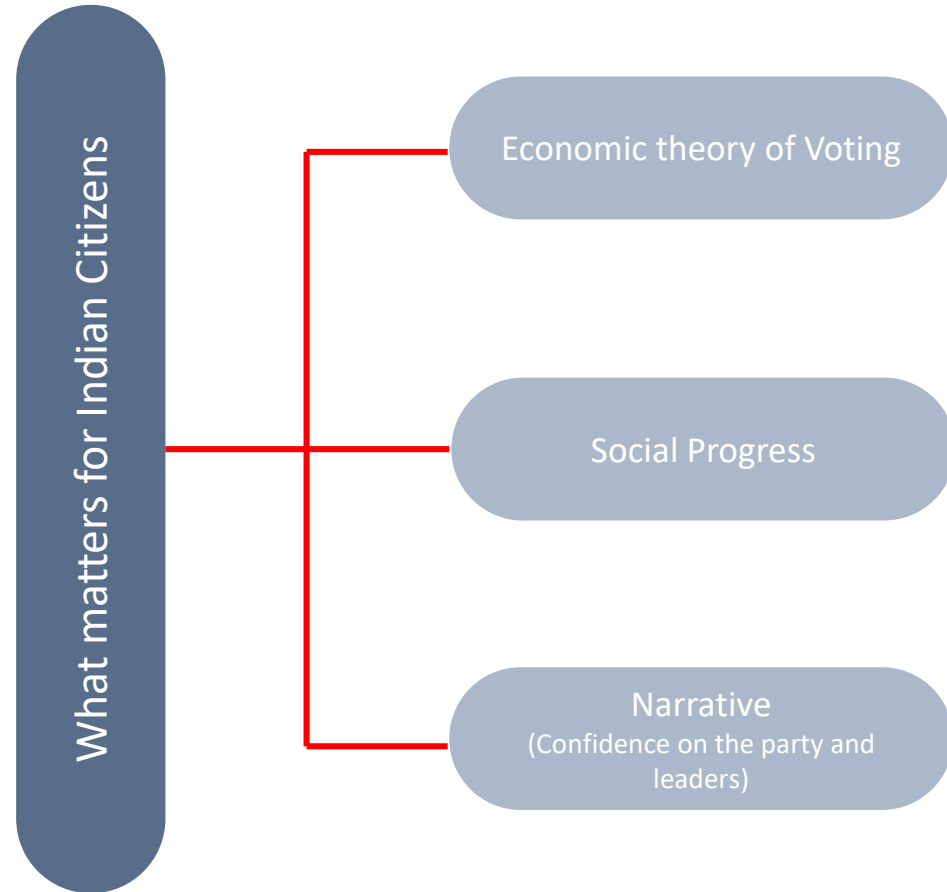 What matters for Indian Citizens
Economic theory of Voting
Social Progress
Narrative
(Confidence on the party and
leaders)